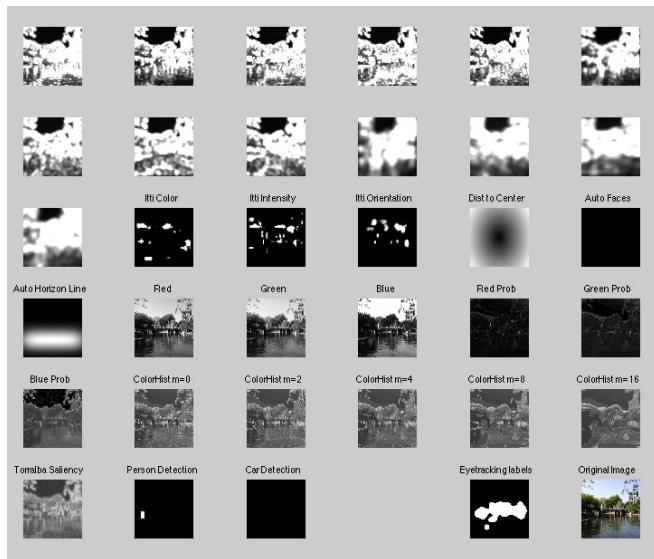 Itti Color
Itti Intensity
Itti Orientation
Dist to Center
Auto Faces
Auto Horizon Line
Red
Green
Blue
Red Prob
Green Prob
Blue Prob
ColorHist m=0
ColorHist m=2
ColorHist m=4
ColorHist m=8
ColorHist m=16
Torralba Saliency
Person Detection
Car Detection
Eyetracking labels
Original Image